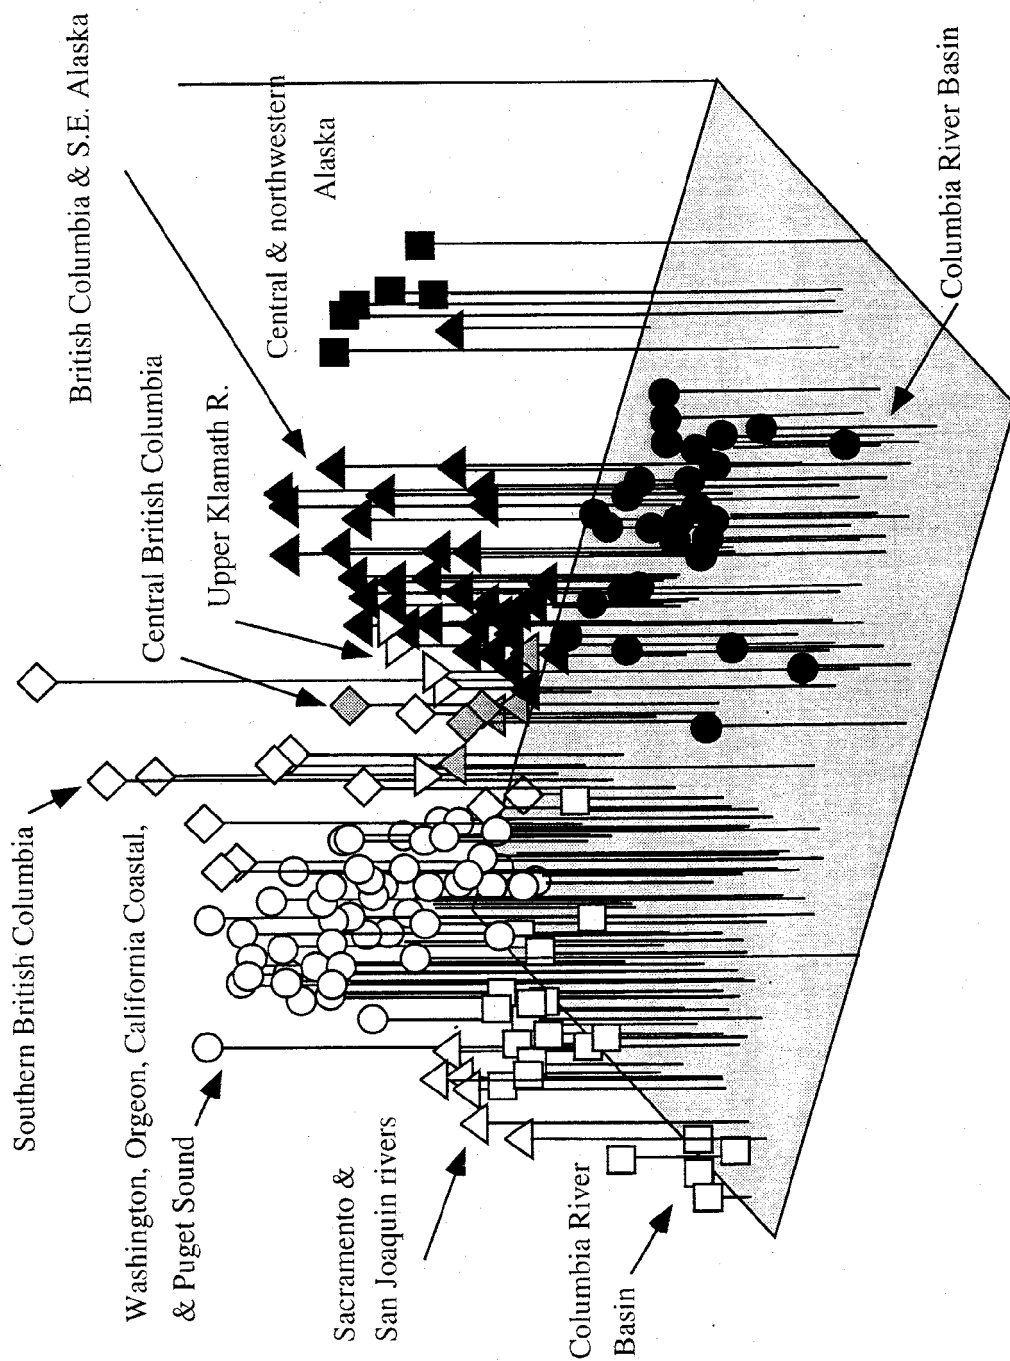 British Columbia & S.E. Alaska
Central & northwestern
Alaska
Central British Columbia
Upper Klamath R.
Columbia River Basin
Southern British Columbia
Washington, Orgeon, California Coastal,
& Puget Sound
Sacramento &
San Joaquin rivers
Columbia River
Basin